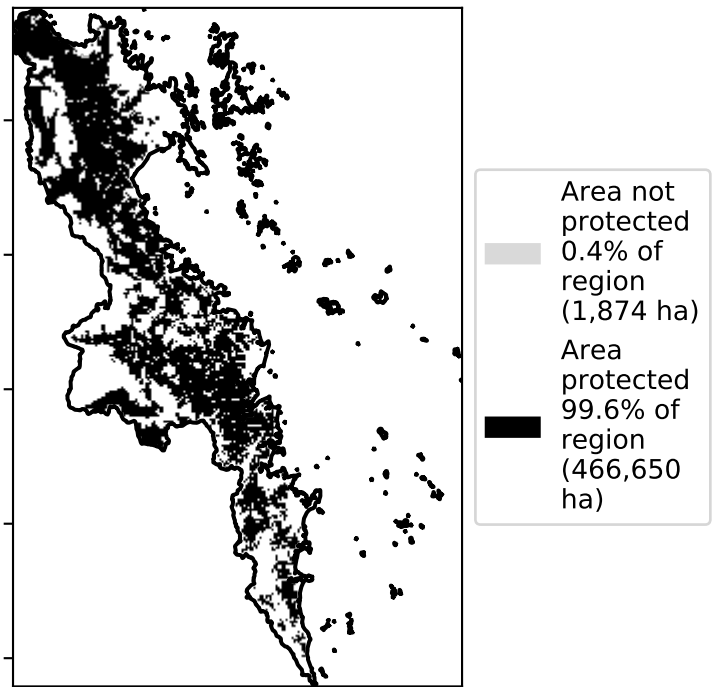 Area not
protected
0.4% of
region
(1,874 ha)
Area
protected
99.6% of
region
(466,650
ha)